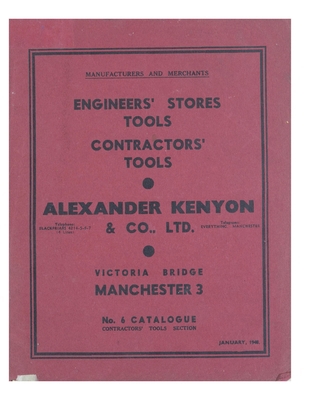 MANUFACTURERS AND MERCHANTS
ENGINEERS' STORES
TOOLS
CONTRACTORS'
TOOLS
ALEXANDER KENYON
& CO., LTD.
VICTORIA BRIDGE
MANCHESTER 3
No. 6 CATALOGUE
CONTRACTORS' TOOLS SECTION
JANUARY, 1948